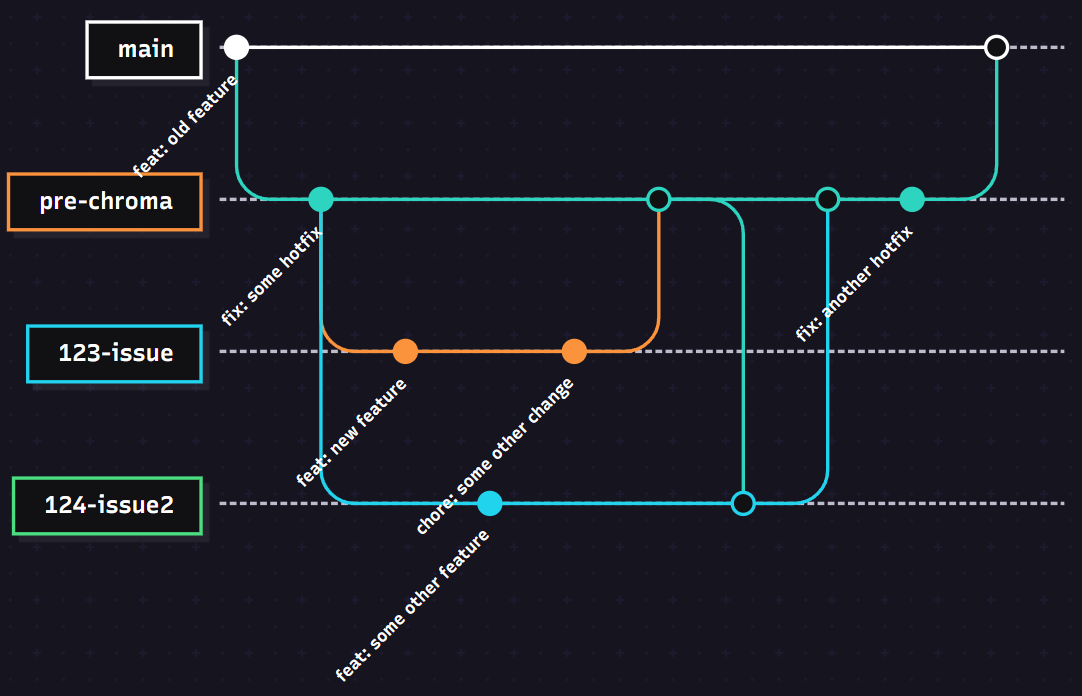 main
feat: old feature
pre-chroma
fix: some hotfix
fix: another hotfix
123-issue
feat: new feature
chore: some other change
124-issue2
feat: some other feature